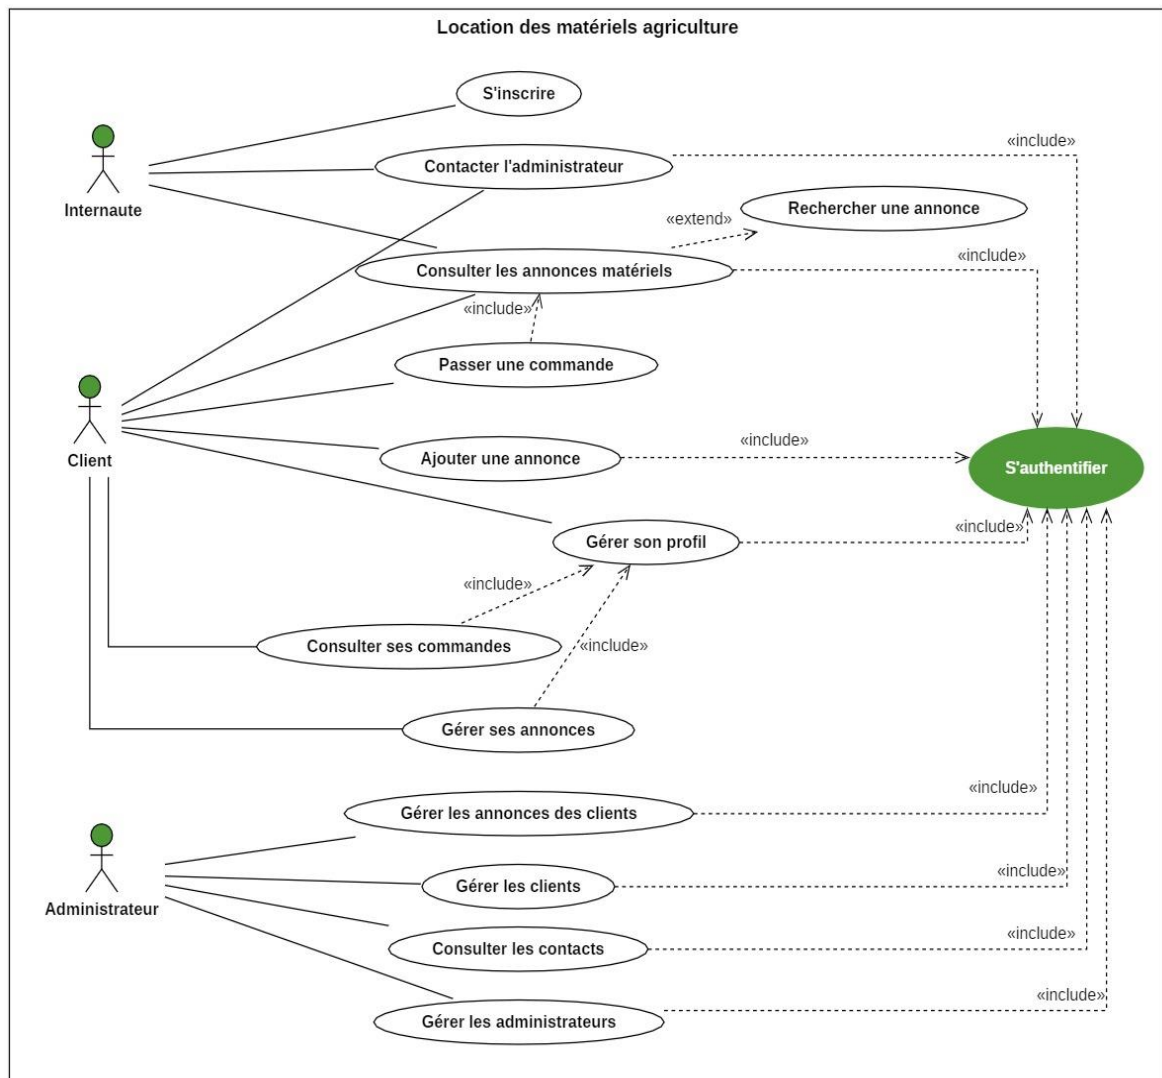 Location des matériels agriculture
S'inscrire
«include»
Contacter l'administrateur
Internaute
«extend»
Rechercher une annonce
«include»
Consulter les annonces matériels
«include»
Passer une commande
Client
«include»
Ajouter une annonce
S'authentifier
«include»
Gérer son profil
«include»
Consulter ses commandes
«include»
Gérer ses annonces
«include»
Gérer les annonces des clients
«include»
Gérer les clients
Administrateur
«include»
Consulter les contacts
«include»
Gérer les administrateurs